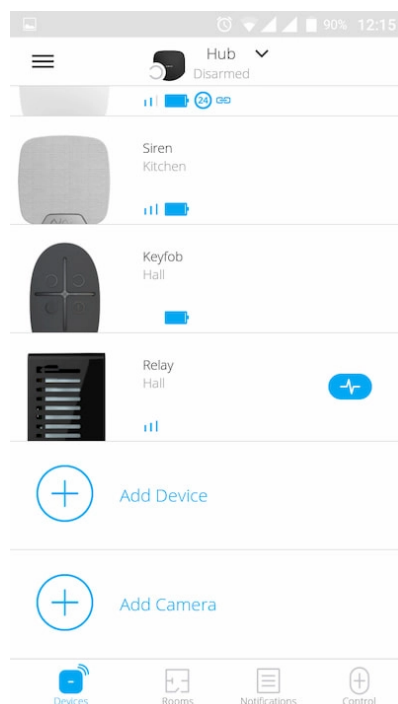 90% 12:15
Hub
Disarmed
24
Siren
Kitchen
Keyfob
Hall
Relay
Hall
Add Device
Add Camera
Devices Rooms Notifications Control